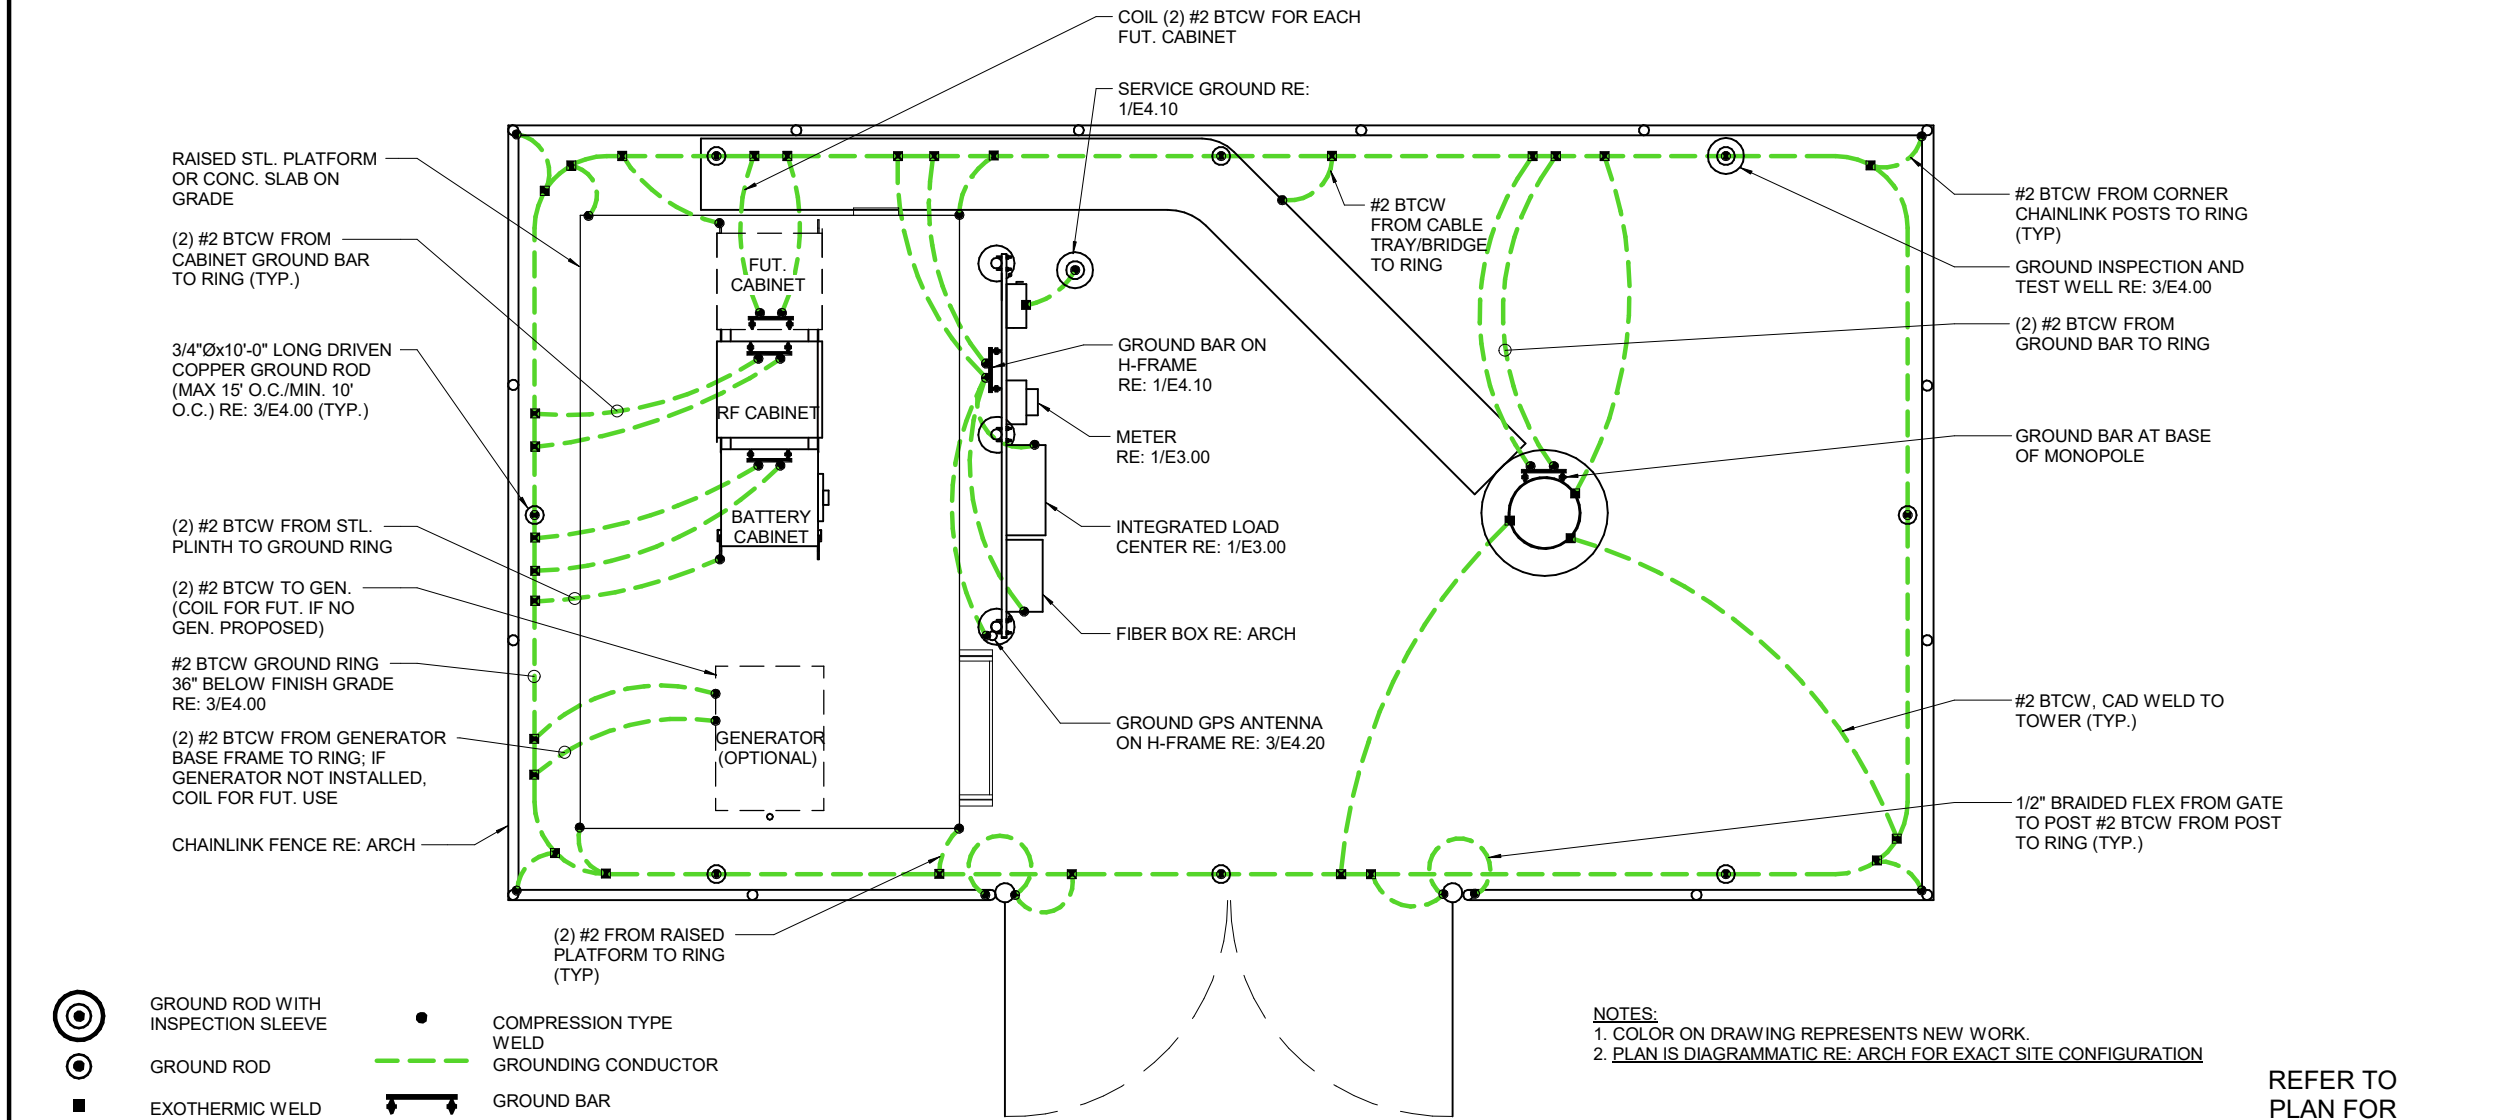 COIL (2) #2 BTCW FOR EACH
FUT. CABINET
SERVICE GROUND RE:
1/E4.10
RAISED STL. PLATFORM
OR CONC. SLAB ON
GRADE
(2) #2 BTCW FROM
CABINET GROUND BAR
TO RING (TYP.)
3/4"Øx10'-0" LONG DRIVEN
COPPER GROUND ROD
(MAX 15' O.C./MIN. 10'
O.C.) RE: 3/E4.00 (TYP.)
(2) #2 BTCW FROM STL.
PLINTH TO GROUND RING
(2) #2 BTCW TO GEN.
(COIL FOR FUT. IF NO
GEN. PROPOSED)
#2 BTCW GROUND RING
36" BELOW FINISH GRADE
RE: 3/E4.00
(2) #2 BTCW FROM GENERATOR
BASE FRAME TO RING; IF
GENERATOR NOT INSTALLED,
COIL FOR FUT. USE
CHAINLINK FENCE RE: ARCH
FUT.
CABINET
RF CABINET
BATTERY
CABINET
GENERATOR
(OPTIONAL)
GROUND BAR ON
H-FRAME
RE: 1/E4.10
METER
RE: 1/E3.00
INTEGRATED LOAD
CENTER RE: 1/E3.00
FIBER BOX RE: ARCH
GROUND GPS ANTENNA
ON H-FRAME RE: 3/E4.20
#2 BTCW
FROM CABLE
TRAY/BRIDGE
TO RING
#2 BTCW FROM CORNER
CHAINLINK POSTS TO RING
(TYP)
GROUND INSPECTION AND
TEST WELL RE: 3/E4.00
(2) #2 BTCW FROM
GROUND BAR TO RING
GROUND BAR AT BASE
OF MONOPOLE
#2 BTCW, CAD WELD TO
TOWER (TYP.)
1/2" BRAIDED FLEX FROM GATE
TO POST #2 BTCW FROM POST
TO RING (TYP.)
(2) #2 FROM RAISED
PLATFORM TO RING
(TYP)
GROUND ROD WITH
INSPECTION SLEEVE
GROUND ROD
EXOTHERMIC WELD
COMPRESSION TYPE
WELD
GROUNDING CONDUCTOR
GROUND BAR
NOTES:
1. COLOR ON DRAWING REPRESENTS NEW WORK.
2. PLAN IS DIAGRAMMATIC RE: ARCH FOR EXACT SITE CONFIGURATION
REFER TO
PLAN FOR